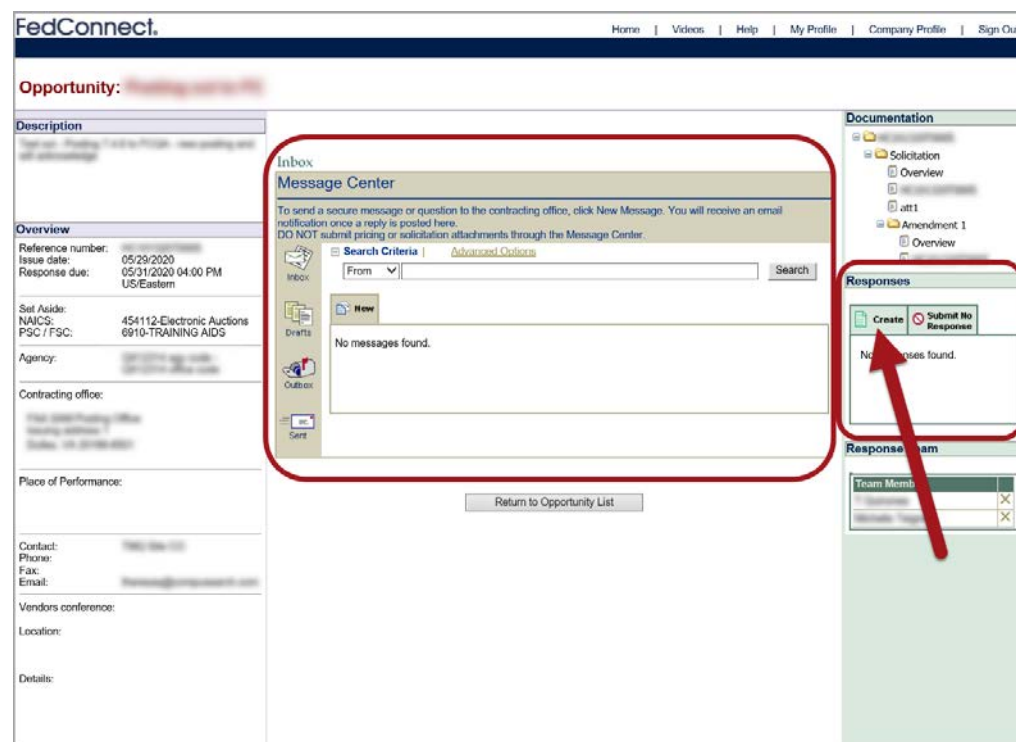 FedConnect.
Home | Videos | Help | My Profile | Company Profile | Sign Ou
Opportunity:
Description
Overview
Reference number:
Issue date: 05/29/2020
Response due: 05/31/2020 04:00 PM
US/Eastern
Set Aside:
NAICS: 454112-Electronic Auctions
PSC / FSC: 6910-TRAINING AIDS
Agency:
Contracting office:
Place of Performance:
Contact:
Phone:
Fax:
Email:
Vendors conference:
Location:
Details:
Inbox
Message Center
To send a secure message or question to the contracting office, click New Message. You will receive an email
notification once a reply is posted here.
DO NOT submit pricing or solicitation attachments through the Message Center.
Inbox
Drafts
Outbox
Sent
Search Criteria | Advanced Options
From
Search
New
No messages found.
Return to Opportunity List
Documentation
Solicitation
Overview
att1
Amendment 1
Overview
Responses
Create
Submit No
Response
found.
Response
Team